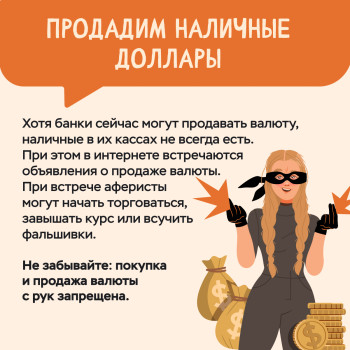 ПРОДАДИМ НАЛИЧНЫЕ
ДОЛЛАРЫ
Хотя банки сейчас могут продавать валюту,
наличные в их кассах не всегда есть.
При этом в интернете встречаются
объявления о продаже валюты.
При встрече аферисты
могут начать торговаться,
завышать курс или всучить
фальшивки.
Не забывайте: покупка
и продажа валюты
с рук запрещена.